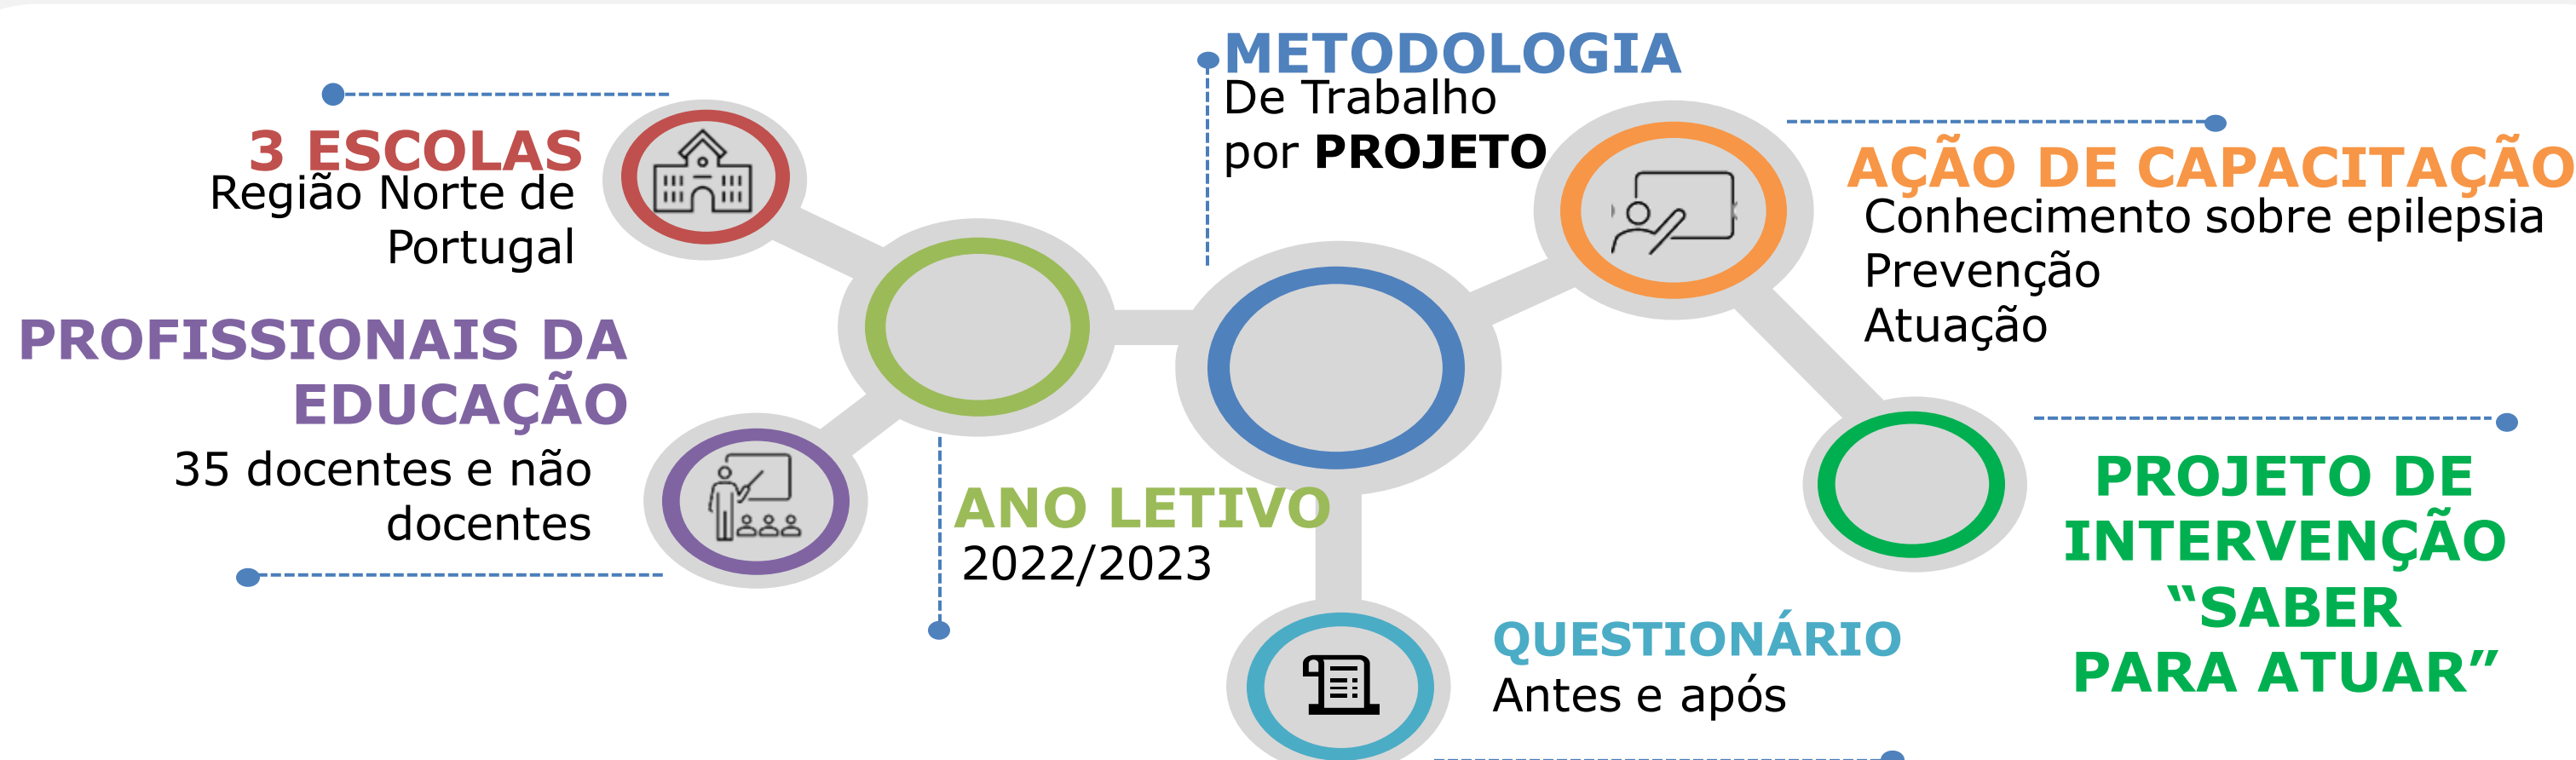 3 ESCOLAS
Região Norte de
Portugal
PROFISSIONAIS DA
EDUCAÇÃO
35 docentes e não
docentes
ANO LETIVO
2022/2023
METODOLOGIA
De Trabalho
por PROJETO
QUESTIONÁRIO
Antes e após
AÇÃO DE CAPACITAÇÃO
Conhecimento sobre epilepsia
Prevenção
Atuação
PROJETO DE
INTERVENÇÃO
“SABER
PARA ATUAR”